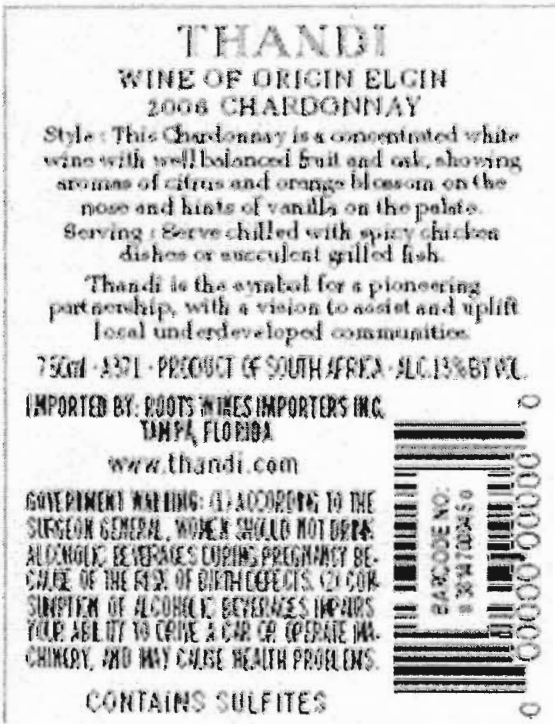 THANDI
WINE OF ORIGIN ELGIN
2006 CHARDONNAY
Style : This Chardonnay is a concentrated white
wine with well balanced fruit and oak, showing
aromas of citrus and orange blossom on the
nose and hints of vanilla on the palate.
Serving : Serve chilled with spicy chicken
dishes or succulent grilled fish.
Thandi is the symbol for a pioneering
partnership, with a vision to assist and uplift
local underdeveloped communities.
750ml · A371 · PRODUCT OF SOUTH AFRICA · ALC.13% BY VOL.
IMPORTED BY: ROOTS WINES IMPORTERS INC.
TAMPA, FLORIDA
www.thandi.com
GOVERNMENT WARNING: (1) ACCORDING TO THE
SURGEON GENERAL, WOMEN SHOULD NOT DRINK
ALCOHOLIC BEVERAGES DURING PREGNANCY BE-
CAUSE OF THE RISK OF BIRTH DEFECTS. (2) CON-
SUMPTION OF ALCOHOLIC BEVERAGES IMPAIRS
YOUR ABILITY TO DRIVE A CAR OR OPERATE MA-
CHINERY, AND MAY CAUSE HEALTH PROBLEMS.
CONTAINS SULFITES
BARCODE NO: